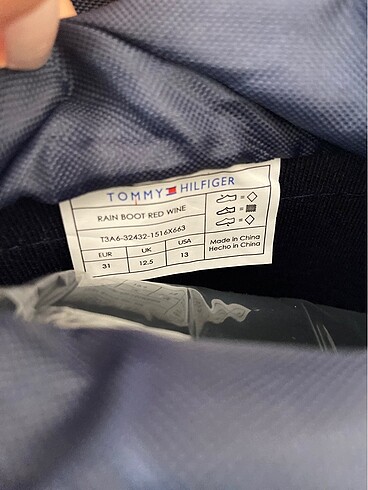 TOMMY HILFIGER
RAIN BOOT RED WINE
T3A6-32432-1516X663
EUR UK USA
31 12.5 13
Made in China
Hecho in China